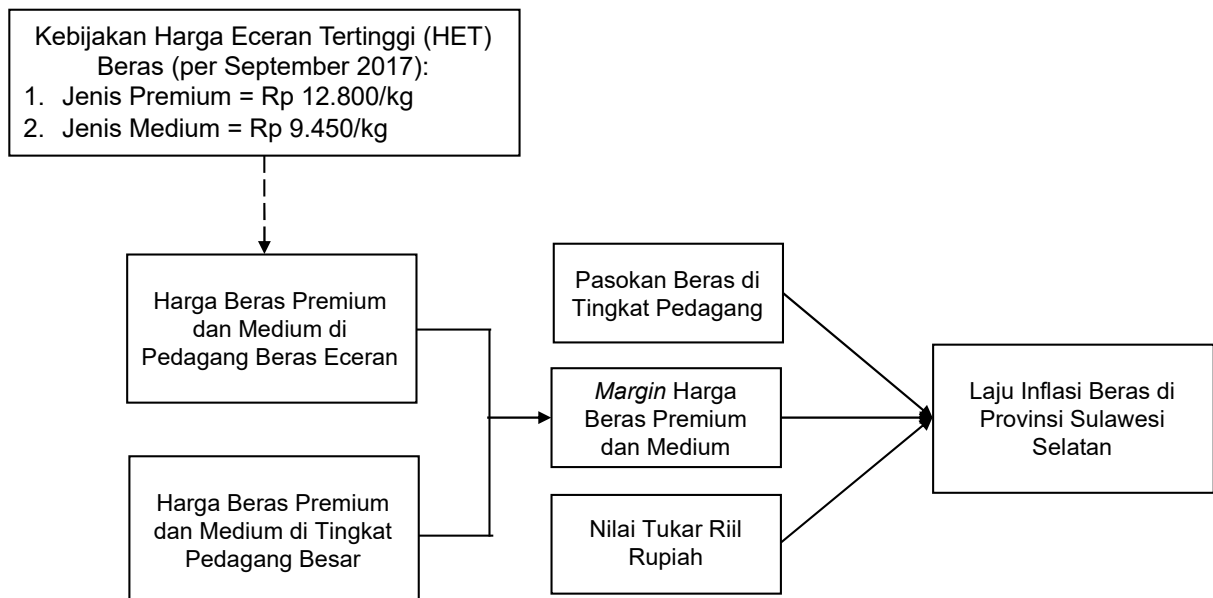 Kebijakan Harga Eceran Tertinggi (HET)
Beras (per September 2017):
1. Jenis Premium = Rp 12.800/kg
2. Jenis Medium = Rp 9.450/kg
Harga Beras Premium
dan Medium di
Pedagang Beras Eceran
Harga Beras Premium
dan Medium di Tingkat
Pedagang Besar
Pasokan Beras di
Tingkat Pedagang
Margin Harga
Beras Premium
dan Medium
Nilai Tukar Riil
Rupiah
Laju Inflasi Beras di
Provinsi Sulawesi
Selatan